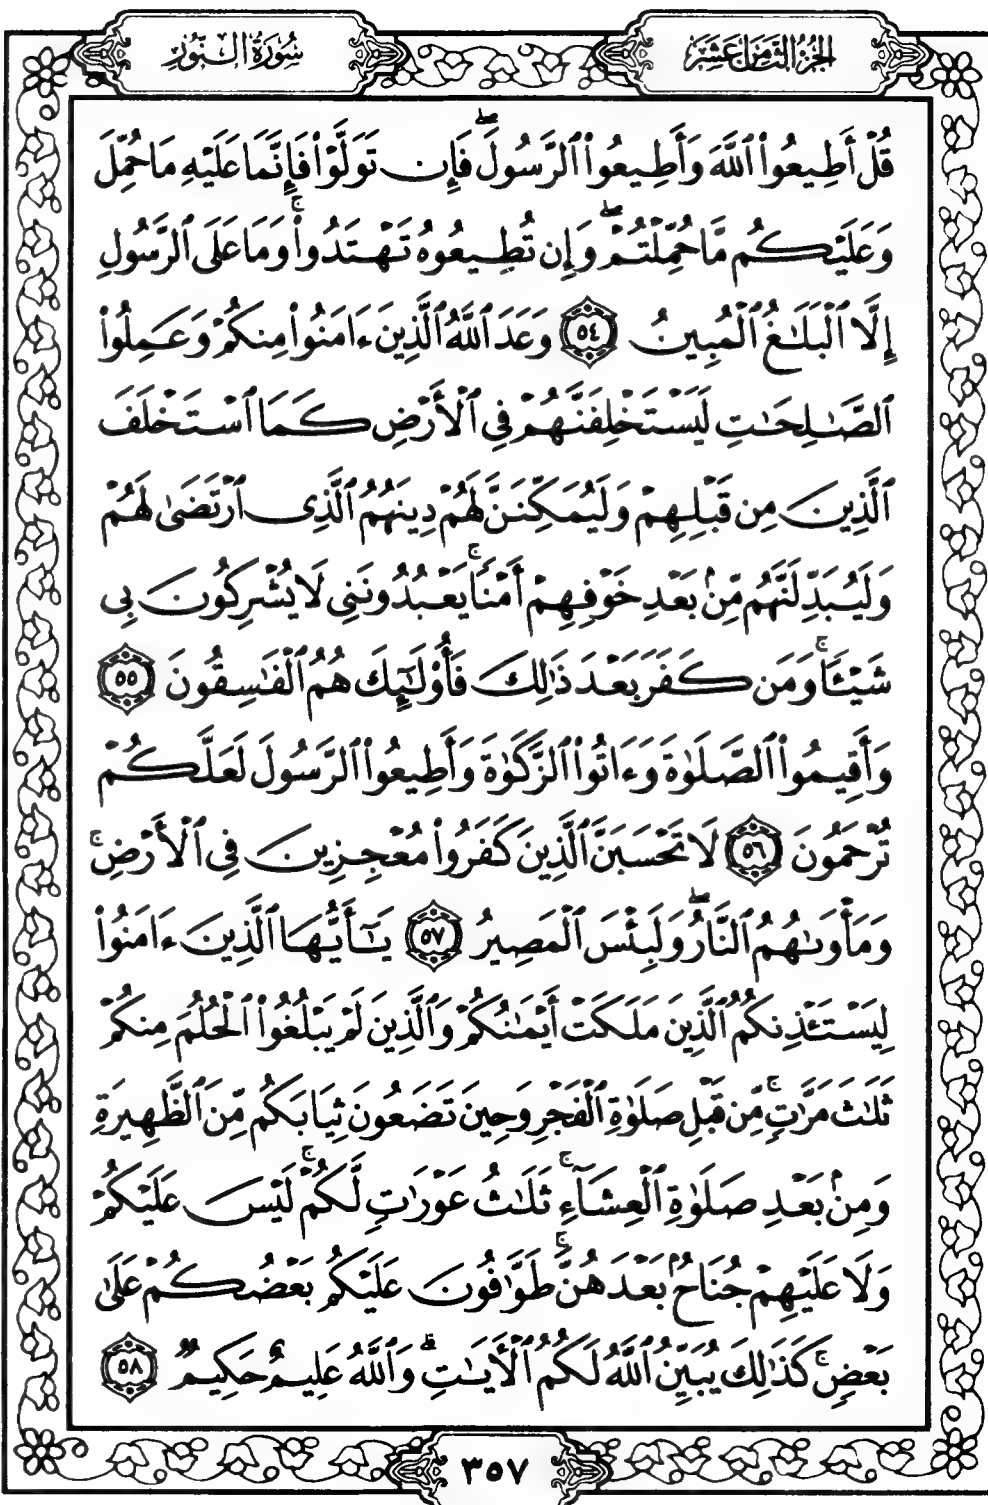 الجزء الثامن عشر
سورة النور
قُلْ أَطِيعُوا۟ ٱللَّهَ وَأَطِيعُوا۟ ٱلرَّسُولَۖ فَإِن تَوَلَّوْا۟ فَإِنَّمَا عَلَيْهِ مَا حُمِّلَ
وَعَلَيْكُم مَّا حُمِّلْتُمْۖ وَإِن تُطِيعُوهُ تَهْتَدُوا۟ۚ وَمَا عَلَى ٱلرَّسُولِ
إِلَّا ٱلْبَلَـٰغُ ٱلْمُبِينُ ٥٤ وَعَدَ ٱللَّهُ ٱلَّذِينَ ءَامَنُوا۟ مِنكُمْ وَعَمِلُوا۟
ٱلصَّـٰلِحَـٰتِ لَيَسْتَخْلِفَنَّهُمْ فِى ٱلْأَرْضِ كَمَا ٱسْتَخْلَفَ
ٱلَّذِينَ مِن قَبْلِهِمْ وَلَيُمَكِّنَنَّ لَهُمْ دِينَهُمُ ٱلَّذِى ٱرْتَضَىٰ لَهُمْ
وَلَيُبَدِّلَنَّهُم مِّنۢ بَعْدِ خَوْفِهِمْ أَمْنًاۚ يَعْبُدُونَنِى لَا يُشْرِكُونَ بِى
شَيْـًٔاۚ وَمَن كَفَرَ بَعْدَ ذَٰلِكَ فَأُو۟لَـٰٓئِكَ هُمُ ٱلْفَـٰسِقُونَ ٥٥
وَأَقِيمُوا۟ ٱلصَّلَوٰةَ وَءَاتُوا۟ ٱلزَّكَوٰةَ وَأَطِيعُوا۟ ٱلرَّسُولَ لَعَلَّكُمْ
تُرْحَمُونَ ٥٦ لَا تَحْسَبَنَّ ٱلَّذِينَ كَفَرُوا۟ مُعْجِزِينَ فِى ٱلْأَرْضِۚ
وَمَأْوَىٰهُمُ ٱلنَّارُۖ وَلَبِئْسَ ٱلْمَصِيرُ ٥٧ يَـٰٓأَيُّهَا ٱلَّذِينَ ءَامَنُوا۟
لِيَسْتَـْٔذِنكُمُ ٱلَّذِينَ مَلَكَتْ أَيْمَـٰنُكُمْ وَٱلَّذِينَ لَمْ يَبْلُغُوا۟ ٱلْحُلُمَ مِنكُمْ
ثَلَـٰثَ مَرَّٰتٍۚ مِّن قَبْلِ صَلَوٰةِ ٱلْفَجْرِ وَحِينَ تَضَعُونَ ثِيَابَكُم مِّنَ ٱلظَّهِيرَةِ
وَمِنۢ بَعْدِ صَلَوٰةِ ٱلْعِشَآءِۚ ثَلَـٰثُ عَوْرَٰتٍ لَّكُمْۚ لَيْسَ عَلَيْكُمْ
وَلَا عَلَيْهِمْ جُنَاحٌۢ بَعْدَهُنَّۚ طَوَّٰفُونَ عَلَيْكُم بَعْضُكُمْ عَلَىٰ
بَعْضٍۚ كَذَٰلِكَ يُبَيِّنُ ٱللَّهُ لَكُمُ ٱلْـَٔايَـٰتِۗ وَٱللَّهُ عَلِيمٌ حَكِيمٌ ٥٨
٣٥٧